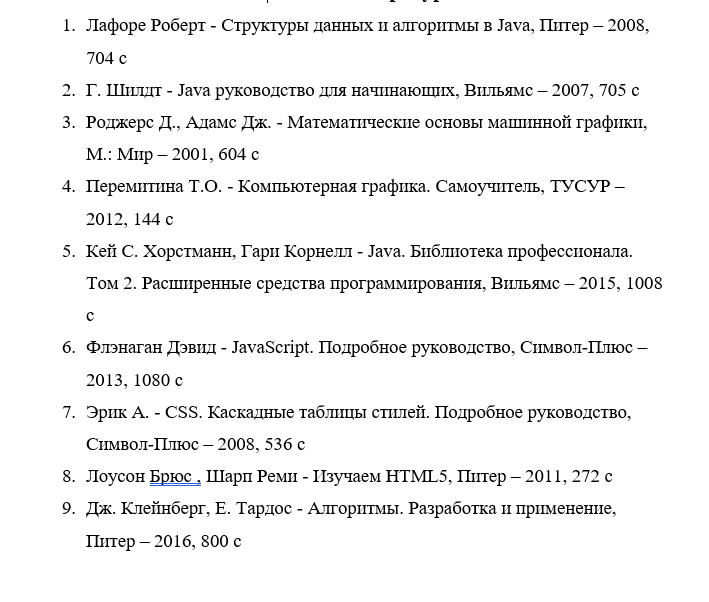 1. Лафоре Роберт - Структуры данных и алгоритмы в Java, Питер – 2008,
704 с
2. Г. Шилдт - Java руководство для начинающих, Вильямс – 2007, 705 с
3. Роджерс Д., Адамс Дж. - Математические основы машинной графики,
М.: Мир – 2001, 604 с
4. Перемитина Т.О. - Компьютерная графика. Самоучитель, ТУСУР –
2012, 144 с
5. Кей С. Хорстманн, Гари Корнелл - Java. Библиотека профессионала.
Том 2. Расширенные средства программирования, Вильямс – 2015, 1008
с
6. Флэнаган Дэвид - JavaScript. Подробное руководство, Символ-Плюс –
2013, 1080 с
7. Эрик А. - CSS. Каскадные таблицы стилей. Подробное руководство,
Символ-Плюс – 2008, 536 с
8. Лоусон Брюс , Шарп Реми - Изучаем HTML5, Питер – 2011, 272 с
9. Дж. Клейнберг, Е. Тардос - Алгоритмы. Разработка и применение,
Питер – 2016, 800 с